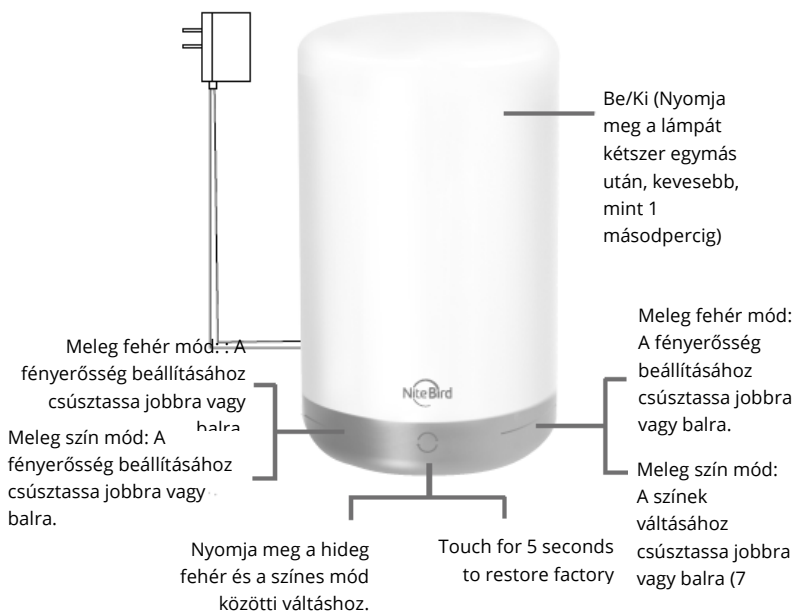 Be/Ki (Nyomja
meg a lámpát
kétszer egymás
után, kevesebb,
mint 1
másodpercig)
Meleg fehér mód: : A
fényerősség beállításához
csúsztassa jobbra vagy
balra
Meleg szín mód: A
fényerősség beállításához
csúsztassa jobbra vagy
balra.
NiteBird
Meleg fehér mód:
A fényerősség
beállításához
csúsztassa jobbra
vagy balra.
Meleg szín mód:
A színek
váltásához
csúsztassa jobbra
vagy balra (7
Nyomja meg a hideg
fehér és a színes mód
közötti váltáshoz.
Touch for 5 seconds
to restore factory